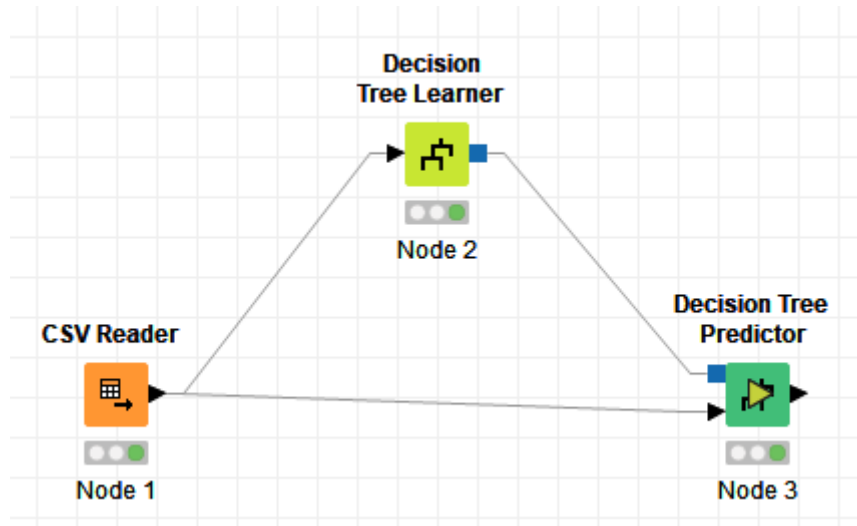 Decision
Tree Learner
Node 2
CSV Reader
Node 1
Decision Tree
Predictor
Node 3